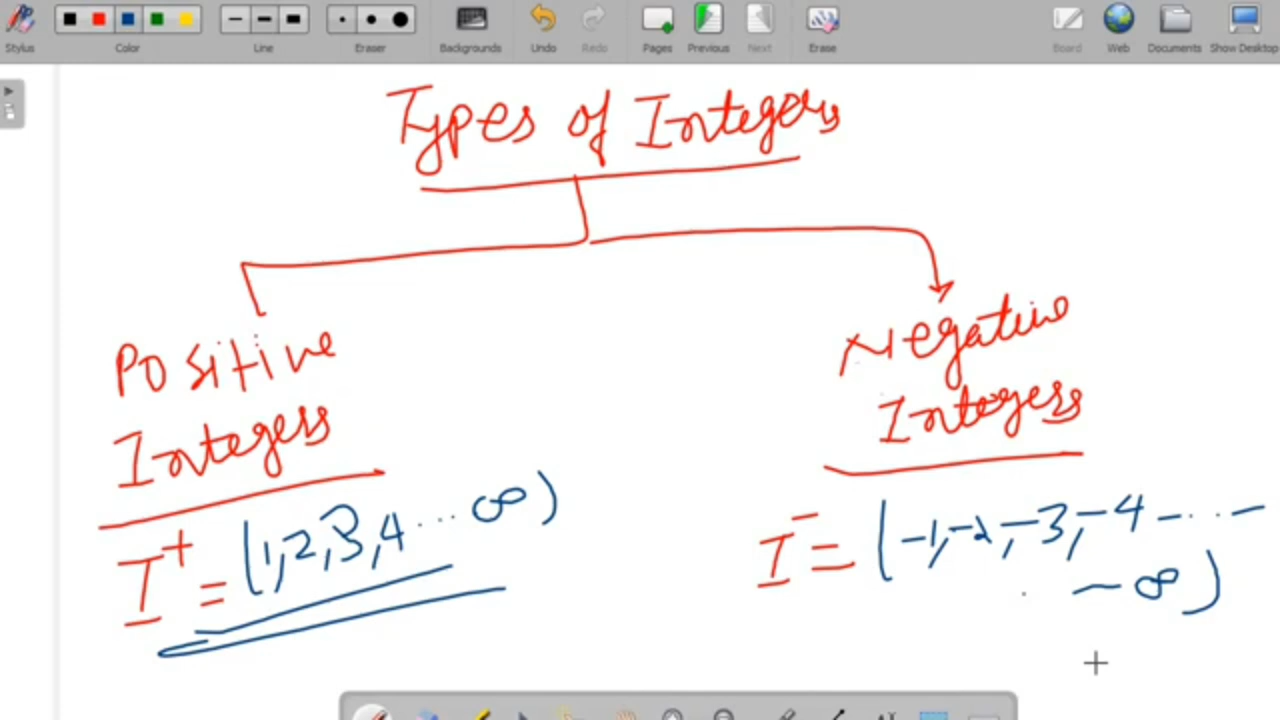 Stylus Color Line Eraser Backgrounds Undo Redo Pages Previous Next Erase Board Web Documents Show Desktop
Types of Integers
Positive
Integers
I⁺ = (1,2,3,4 ... ∞)
Negative
Integers
I⁻ = (-1,-2,-3,-4 -...-
-∞)